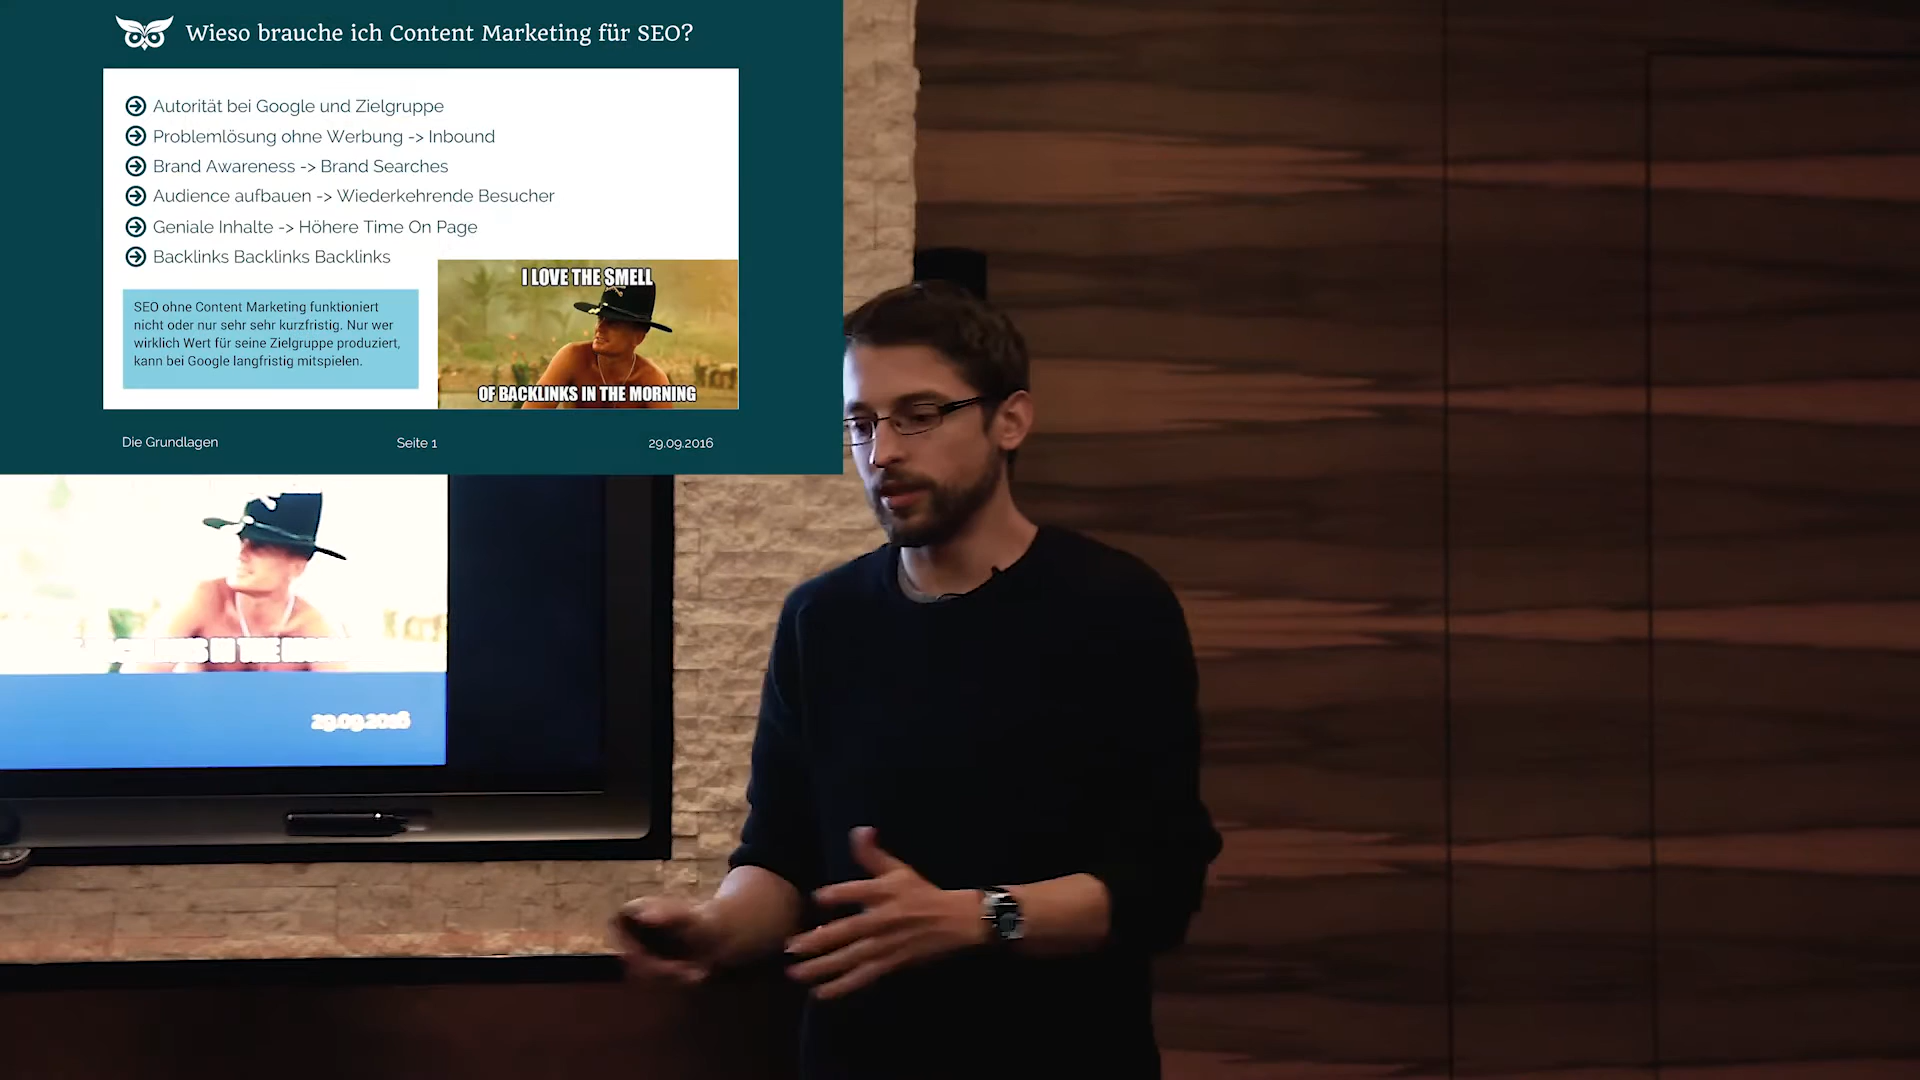 Wieso brauche ich Content Marketing für SEO?
Autorität bei Google und Zielgruppe
Problemlösung ohne Werbung -> Inbound
Brand Awareness -> Brand Searches
Audience aufbauen -> Wiederkehrende Besucher
Geniale Inhalte -> Höhere Time On Page
Backlinks Backlinks Backlinks
SEO ohne Content Marketing funktioniert
nicht oder nur sehr sehr kurzfristig. Nur wer
wirklich Wert für seine Zielgruppe produziert,
kann bei Google langfristig mitspielen.
I LOVE THE SMELL
OF BACKLINKS IN THE MORNING
Die Grundlagen
Seite 1
29.09.2016
29.09.2016